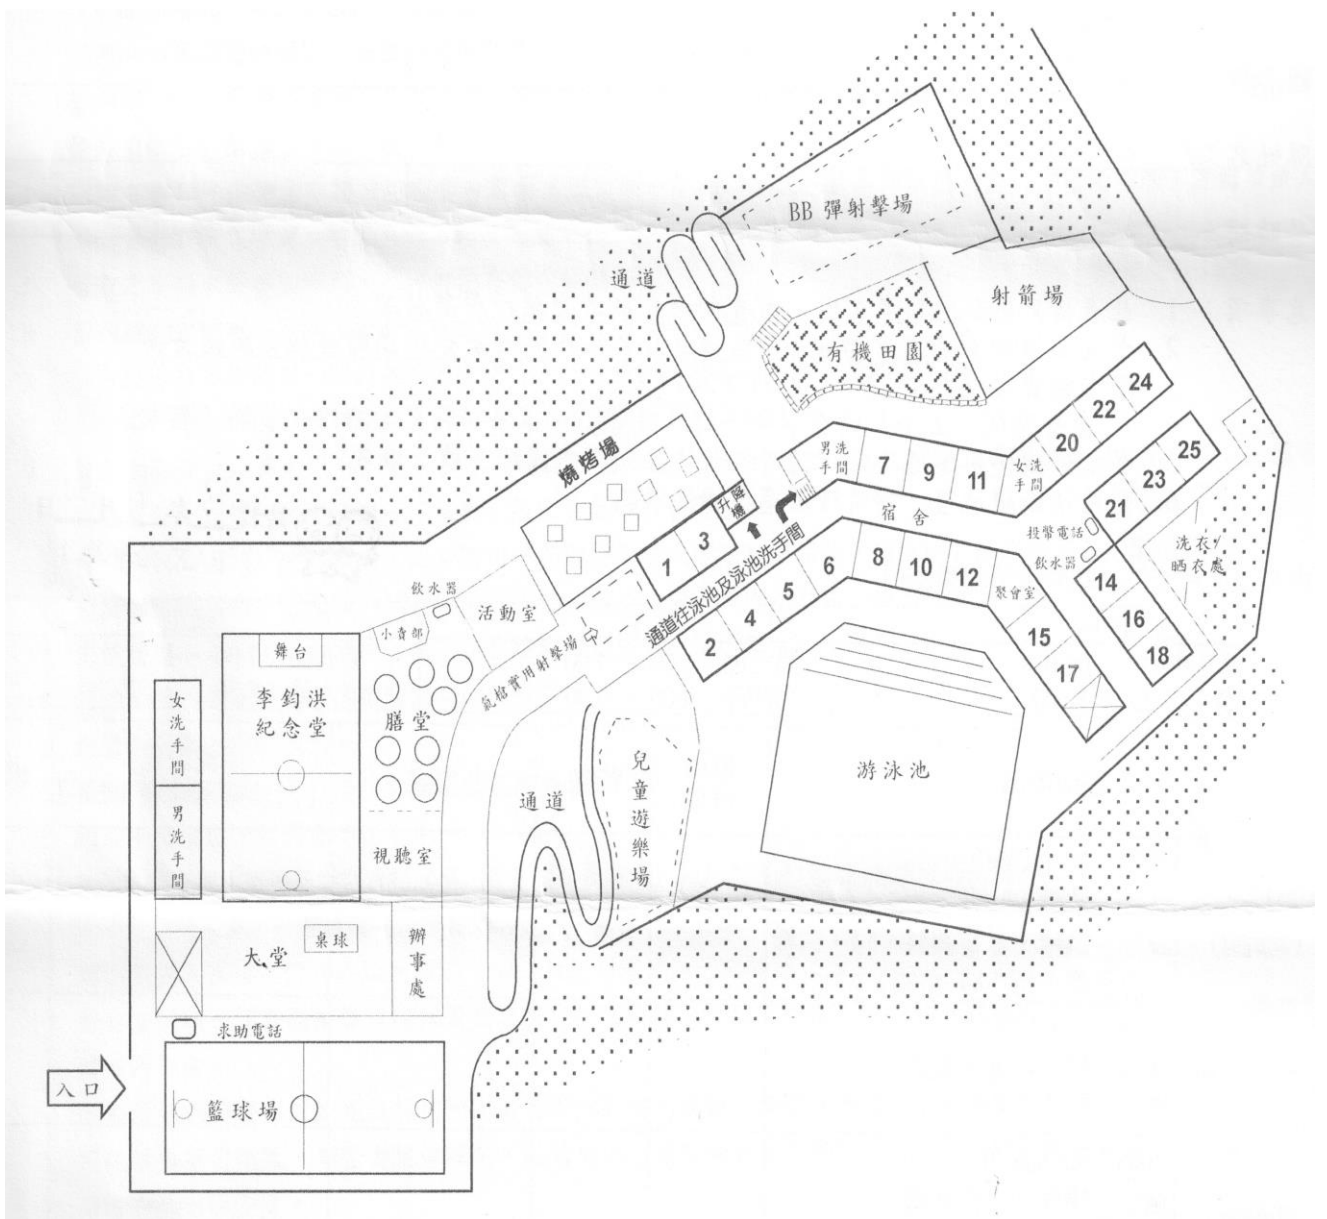 BB 彈射擊場
通道
射箭場
有機田園
燒烤場
升降機
男洗
手間
7
9
11
女洗
手間
20
22
24
宿舍
21
23
25
投幣電話
飲水器
洗衣/
晒衣處
1
3
通道往泳池及泳池洗手間
2
4
5
6
8
10
12
聚會室
15
17
14
16
18
飲水器
小賣部
活動室
氣槍實用射擊場
舞台
李鈞洪
紀念堂
女洗手間
男洗手間
膳堂
視聽室
通道
兒童遊樂場
游泳池
大堂
桌球
辦事處
求助電話
入口
籃球場